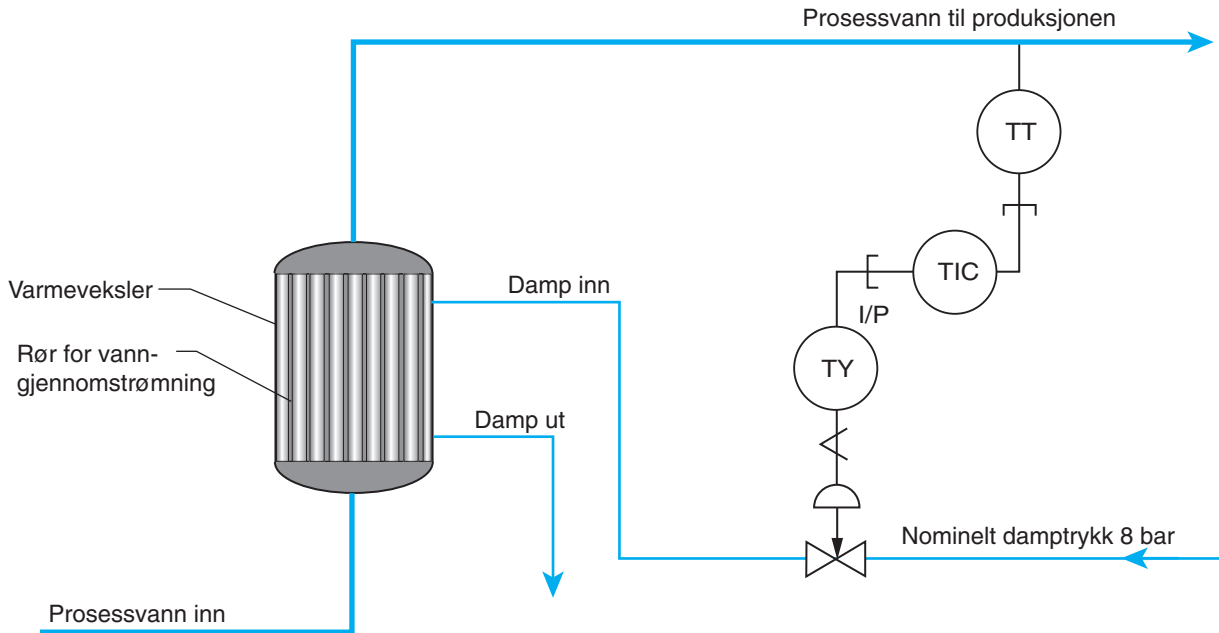 Prosessvann til produksjonen
TT
TIC
I/P
TY
Varmeveksler
Damp inn
Rør for vann-
gjennomstrømning
Damp ut
Nominelt damptrykk 8 bar
Prosessvann inn